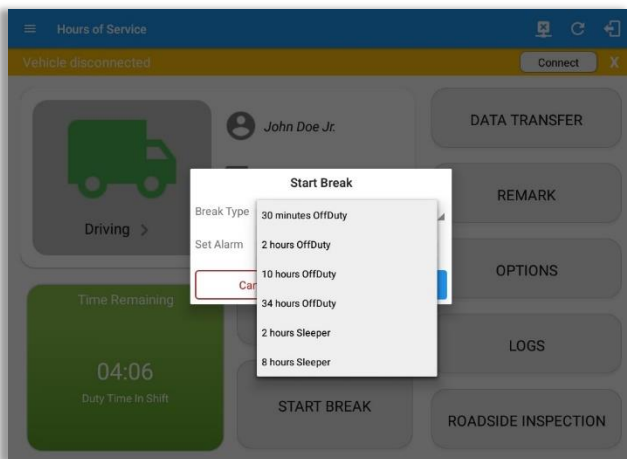 Hours of Service
Vehicle disconnected
Connect
X
John Doe Jr.
Driving >
DATA TRANSFER
REMARK
OPTIONS
LOGS
ROADSIDE INSPECTION
Start Break
Break Type
30 minutes OffDuty
2 hours OffDuty
10 hours OffDuty
34 hours OffDuty
2 hours Sleeper
8 hours Sleeper
Set Alarm
Time Remaining
04:06
Duty Time In Shift
START BREAK